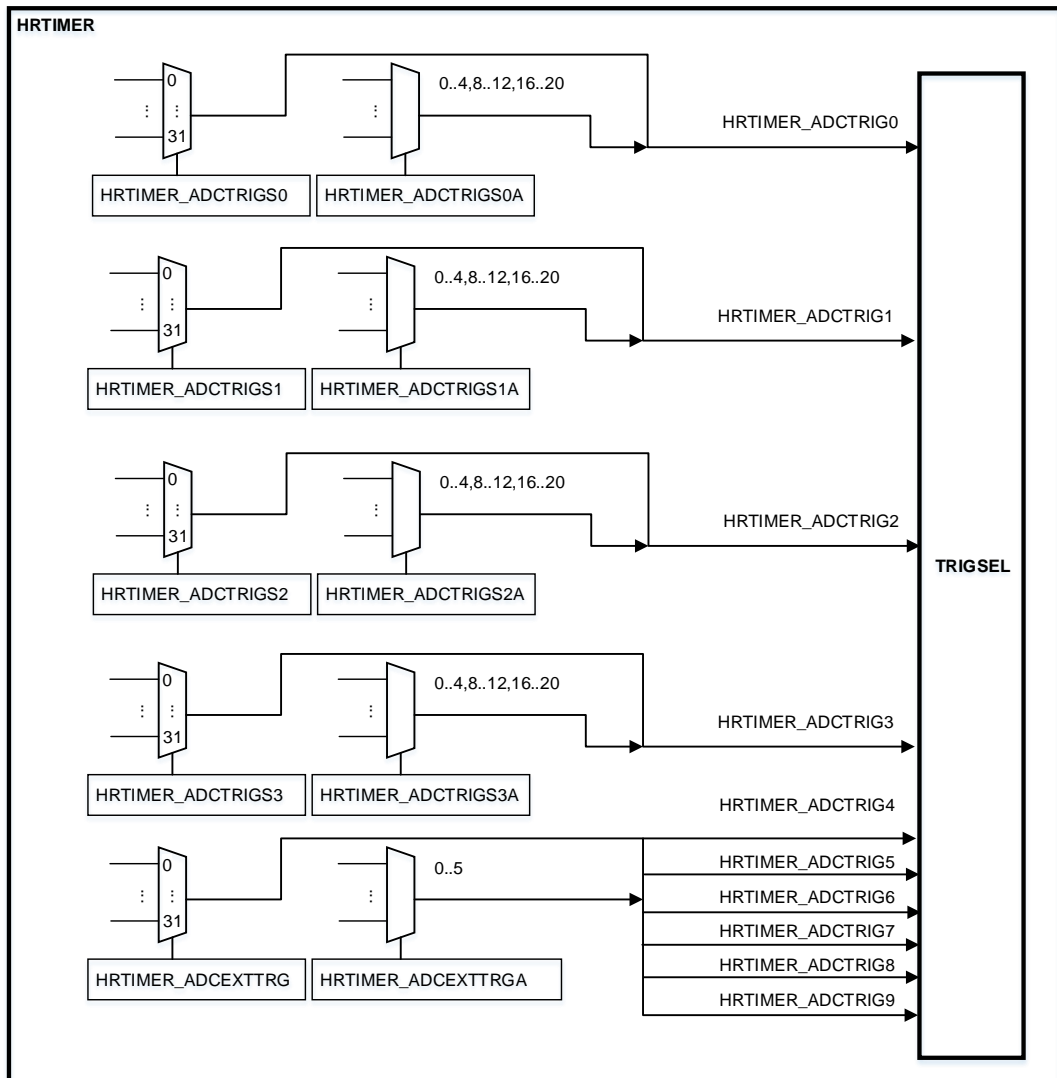 HRTIMER
0
0..4,8..12,16..20
⋮ ⋮ ⋮
31
HRTIMER_ADCTRIG0
HRTIMER_ADCTRIGS0 HRTIMER_ADCTRIGS0A
0
0..4,8..12,16..20
⋮ ⋮ ⋮
31
HRTIMER_ADCTRIG1
HRTIMER_ADCTRIGS1 HRTIMER_ADCTRIGS1A
0
0..4,8..12,16..20
⋮ ⋮ ⋮
31
HRTIMER_ADCTRIG2
TRIGSEL
HRTIMER_ADCTRIGS2 HRTIMER_ADCTRIGS2A
0
0..4,8..12,16..20
⋮ ⋮ ⋮
31
HRTIMER_ADCTRIG3
HRTIMER_ADCTRIGS3 HRTIMER_ADCTRIGS3A
HRTIMER_ADCTRIG4
0
0..5
⋮ ⋮ ⋮
31
HRTIMER_ADCTRIG5
HRTIMER_ADCTRIG6
HRTIMER_ADCTRIG7
HRTIMER_ADCTRIG8
HRTIMER_ADCEXTTRG HRTIMER_ADCEXTTRGA
HRTIMER_ADCTRIG9